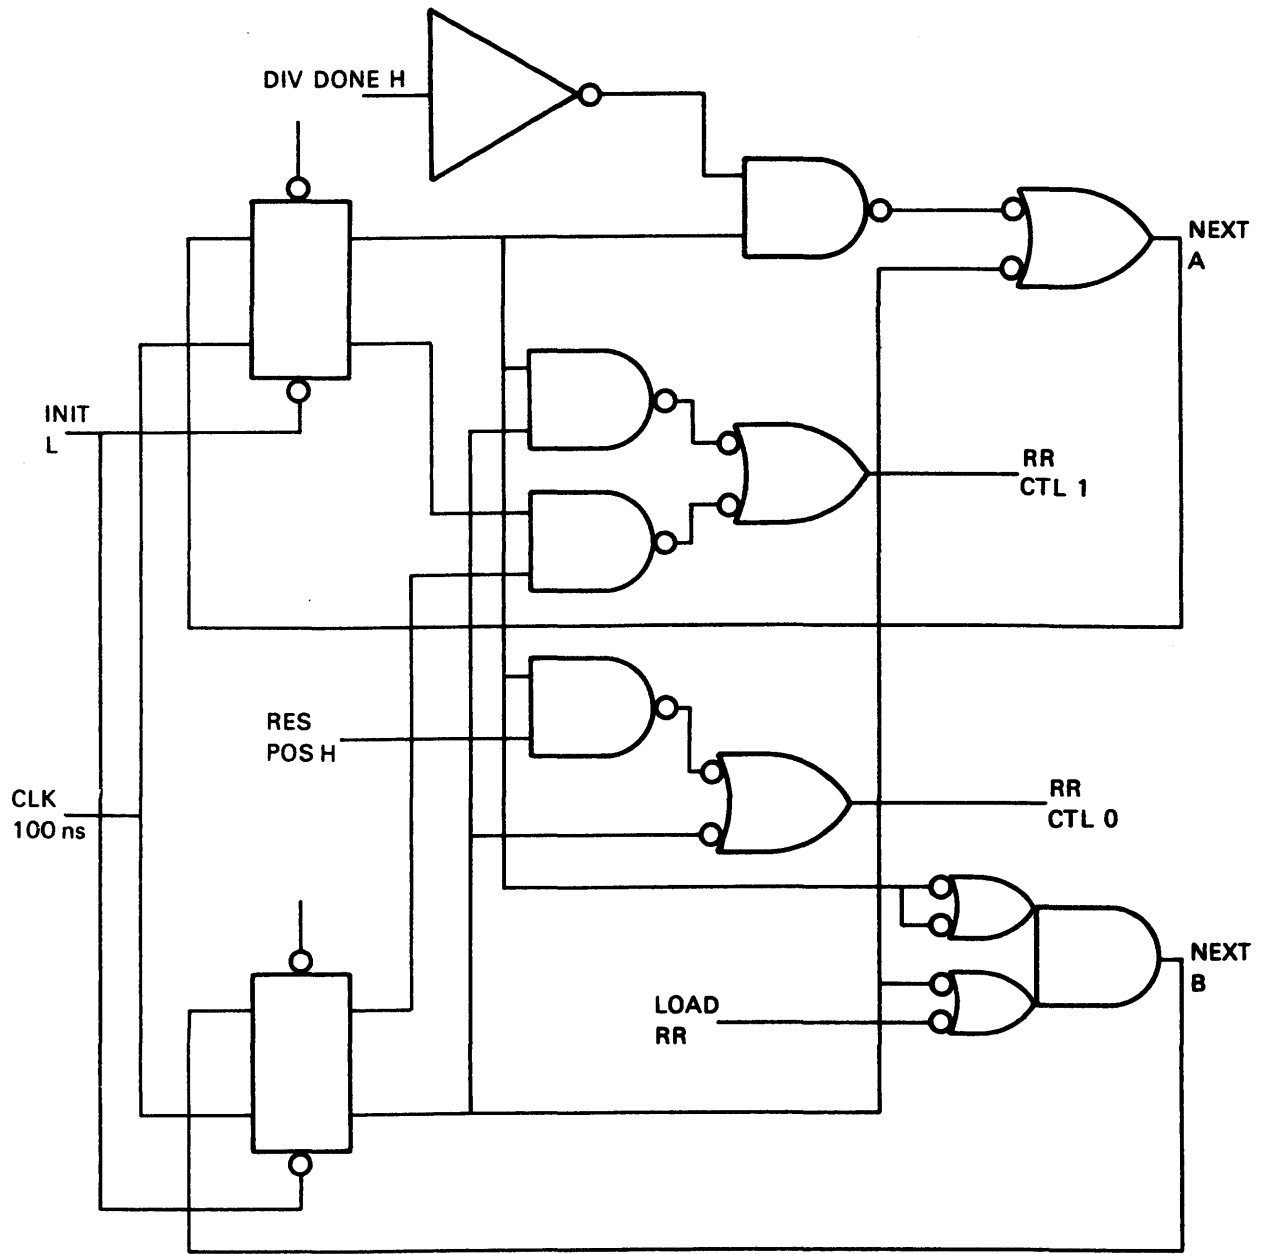 DIV DONE H
NEXT
A
INIT
L
RR
CTL 1
RES
POS H
CLK
100 ns
RR
CTL 0
LOAD
RR
NEXT
B